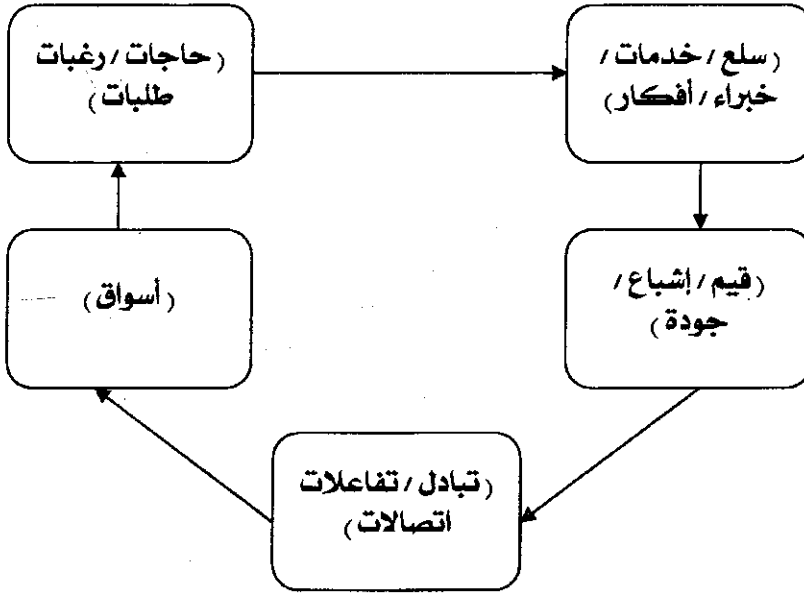 (حاجات / رغبات
طلبات)
(سلع / خدمات /
خبراء / أفكار)
(قيم / إشباع /
جودة)
(تبادل / تفاعلات
اتصالات)
(أسواق)